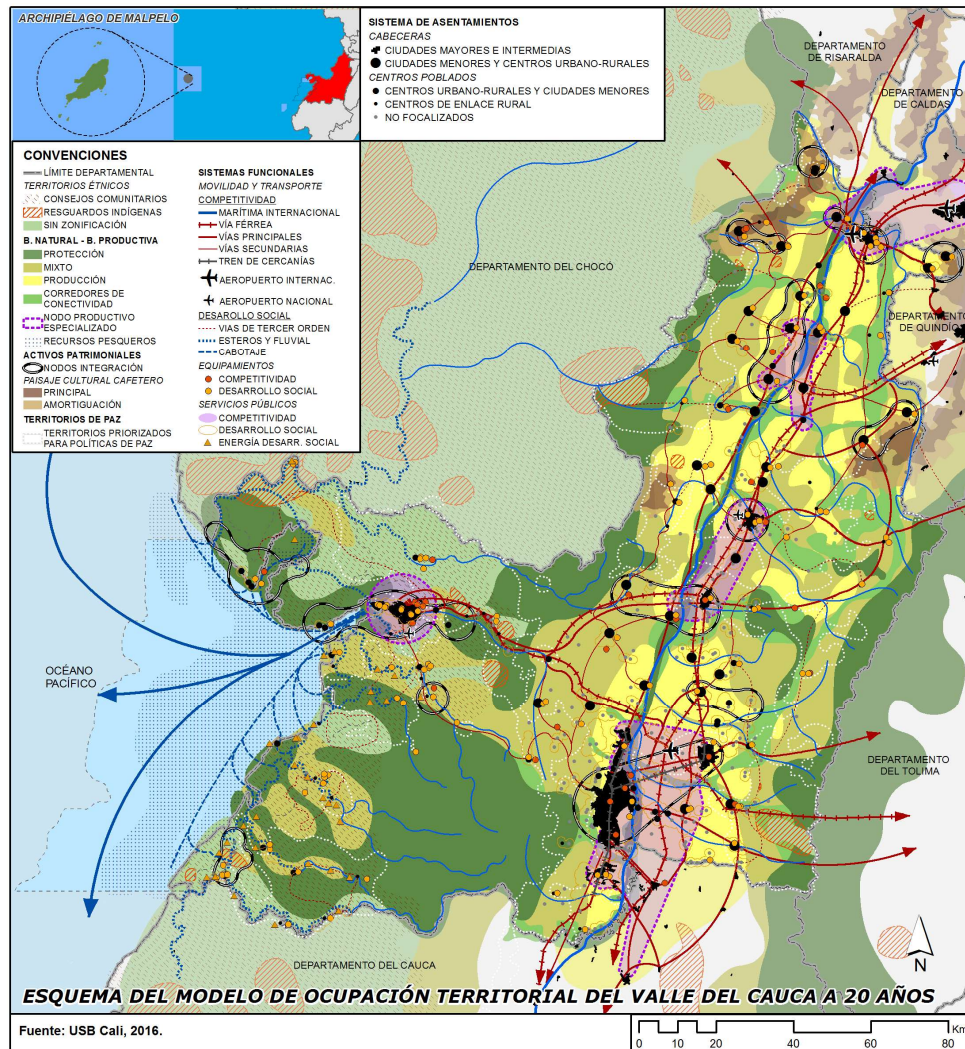 ARCHIPIÉLAGO DE MALPELO
SISTEMA DE ASENTAMIENTOS
CABECERAS
CIUDADES MAYORES E INTERMEDIAS
CIUDADES MENORES Y CENTROS URBANO-RURALES
CENTROS POBLADOS
CENTROS URBANO-RURALES Y CIUDADES MENORES
CENTROS DE ENLACE RURAL
NO FOCALIZADOS
CONVENCIONES
LÍMITE DEPARTAMENTAL
TERRITORIOS ÉTNICOS
CONSEJOS COMUNITARIOS
RESGUARDOS INDÍGENAS
SIN ZONIFICACIÓN
B. NATURAL - B. PRODUCTIVA
PROTECCIÓN
MIXTO
PRODUCCIÓN
CORREDORES DE
CONECTIVIDAD
NODO PRODUCTIVO
ESPECIALIZADO
RECURSOS PESQUEROS
ACTIVOS PATRIMONIALES
NODOS INTEGRACIÓN
PAISAJE CULTURAL CAFETERO
PRINCIPAL
AMORTIGUACIÓN
TERRITORIOS DE PAZ
TERRITORIOS PRIORIZADOS
PARA POLÍTICAS DE PAZ
SISTEMAS FUNCIONALES
MOVILIDAD Y TRANSPORTE
COMPETITIVIDAD
MARÍTIMA INTERNACIONAL
VÍA FÉRREA
VÍAS PRINCIPALES
VÍAS SECUNDARIAS
TREN DE CERCANÍAS
AEROPUERTO INTERNAC.
AEROPUERTO NACIONAL
DESAROLLO SOCIAL
VIAS DE TERCER ORDEN
ESTEROS Y FLUVIAL
CABOTAJE
EQUIPAMIENTOS
COMPETITIVIDAD
DESARROLLO SOCIAL
SERVICIOS PÚBLICOS
COMPETITIVIDAD
DESARROLLO SOCIAL
ENERGÍA DESARR. SOCIAL
DEPARTAMENTO
DE RISARALDA
DEPARTAMENTO
DE CALDAS
DEPARTAMENTO DEL CHOCÓ
DEPARTAMENTO
DE QUINDÍO
OCÉANO
PACÍFICO
DEPARTAMENTO
DEL TOLIMA
DEPARTAMENTO DEL CAUCA
N
ESQUEMA DEL MODELO DE OCUPACIÓN TERRITORIAL DEL VALLE DEL CAUCA A 20 AÑOS
Fuente: USB Cali, 2016.
Km
0 10 20 40 60 80